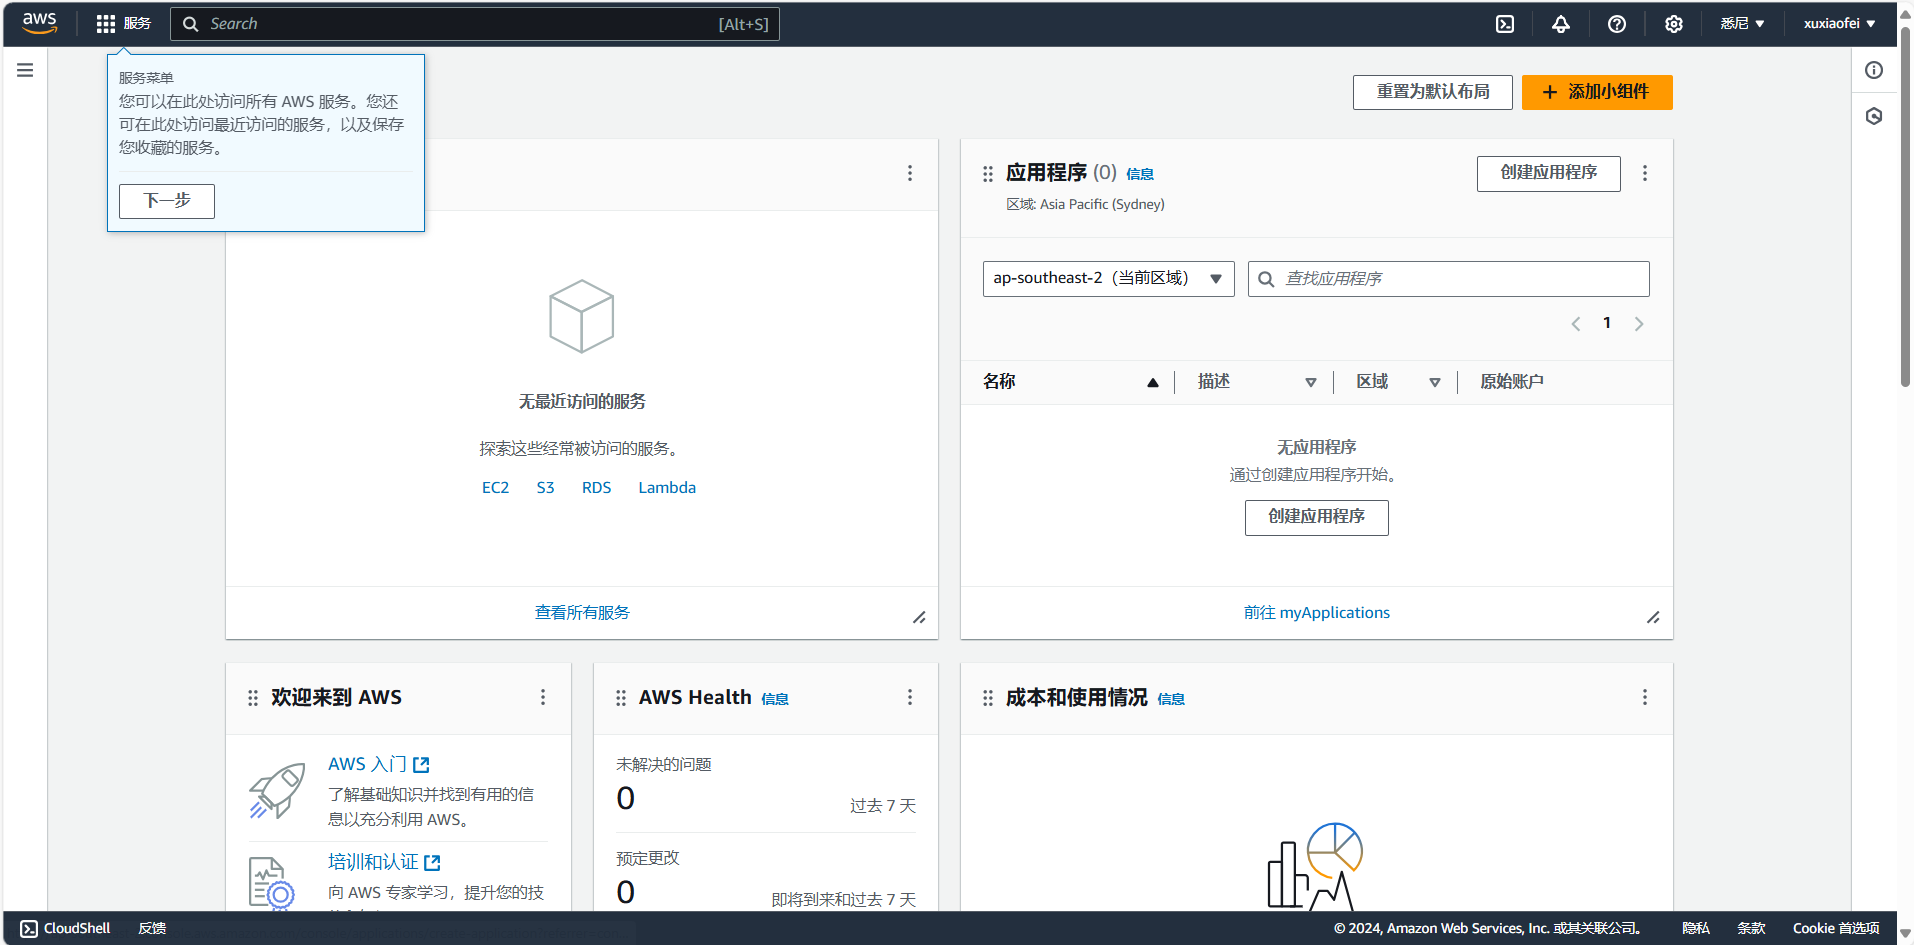 aws
服务
Search
[Alt+S]
悉尼
xuxiaofei
服务菜单
您可以在此处访问所有 AWS 服务。您还
可在此处访问最近访问的服务，以及保存
您收藏的服务。
下一步
重置为默认布局
添加小组件
应用程序 (0) 信息
创建应用程序
区域: Asia Pacific (Sydney)
ap-southeast-2（当前区域）
查找应用程序
1
名称
描述
区域
原始账户
无应用程序
通过创建应用程序开始。
创建应用程序
前往 myApplications
无最近访问的服务
探索这些经常被访问的服务。
EC2 S3 RDS Lambda
查看所有服务
欢迎来到 AWS
AWS 入门
了解基础知识并找到有用的信
息以充分利用 AWS。
培训和认证
向 AWS 专家学习，提升您的技
AWS Health 信息
未解决的问题
0
过去 7 天
预定更改
0
即将到来和过去 7 天
成本和使用情况 信息
CloudShell
反馈
© 2024, Amazon Web Services, Inc. 或其关联公司。
隐私
条款
Cookie 首选项